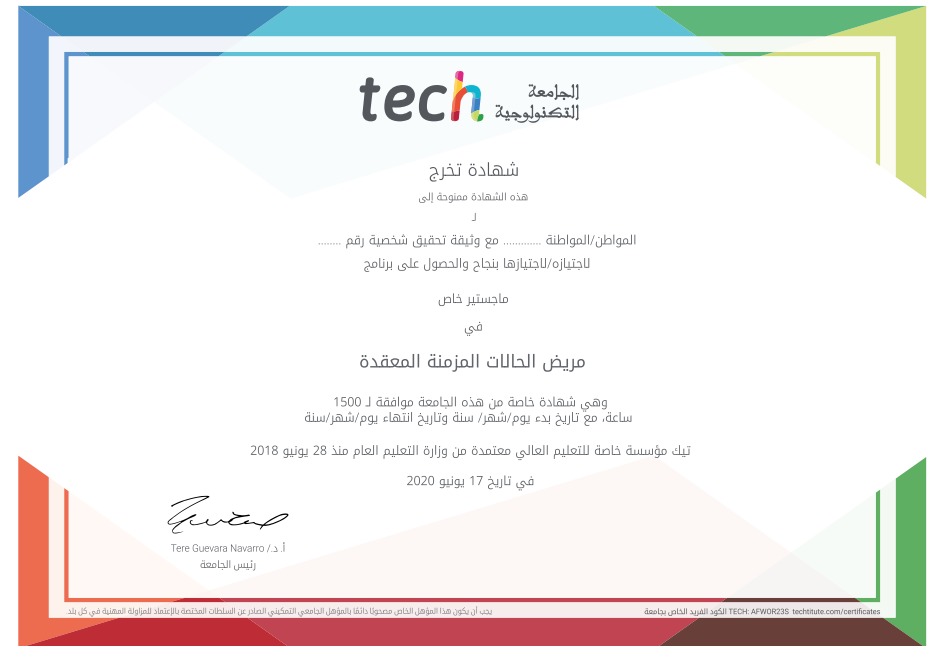 tech الجامعة
التكنولوجية
شهادة تخرج
هذه الشهادة ممنوحة إلى
لـ
المواطن/المواطنة ............ مع وثيقة تحقيق شخصية رقم ........
لاجتيازه/لاجتيازها بنجاح والحصول على برنامج
ماجستير خاص
في
مريض الحالات المزمنة المعقدة
وهي شهادة خاصة من هذه الجامعة موافقة لـ 1500
ساعة، مع تاريخ بدء يوم/شهر/ سنة وتاريخ انتهاء يوم/شهر/سنة
تيك مؤسسة خاصة للتعليم العالي معتمدة من وزارة التعليم العام منذ 28 يونيو 2018
في تاريخ 17 يونيو 2020
أ. د./ Tere Guevara Navarro
رئيس الجامعة
يجب أن يكون هذا المؤهل الخاص مصحوبًا دائمًا بالمؤهل الجامعي التمكيني الصادر عن السلطات المختصة بالإعتماد للمزاولة المهنية في كل بلد.
الكود الفريد الخاص بجامعة TECH: AFWOR23S techtitute.com/certificates